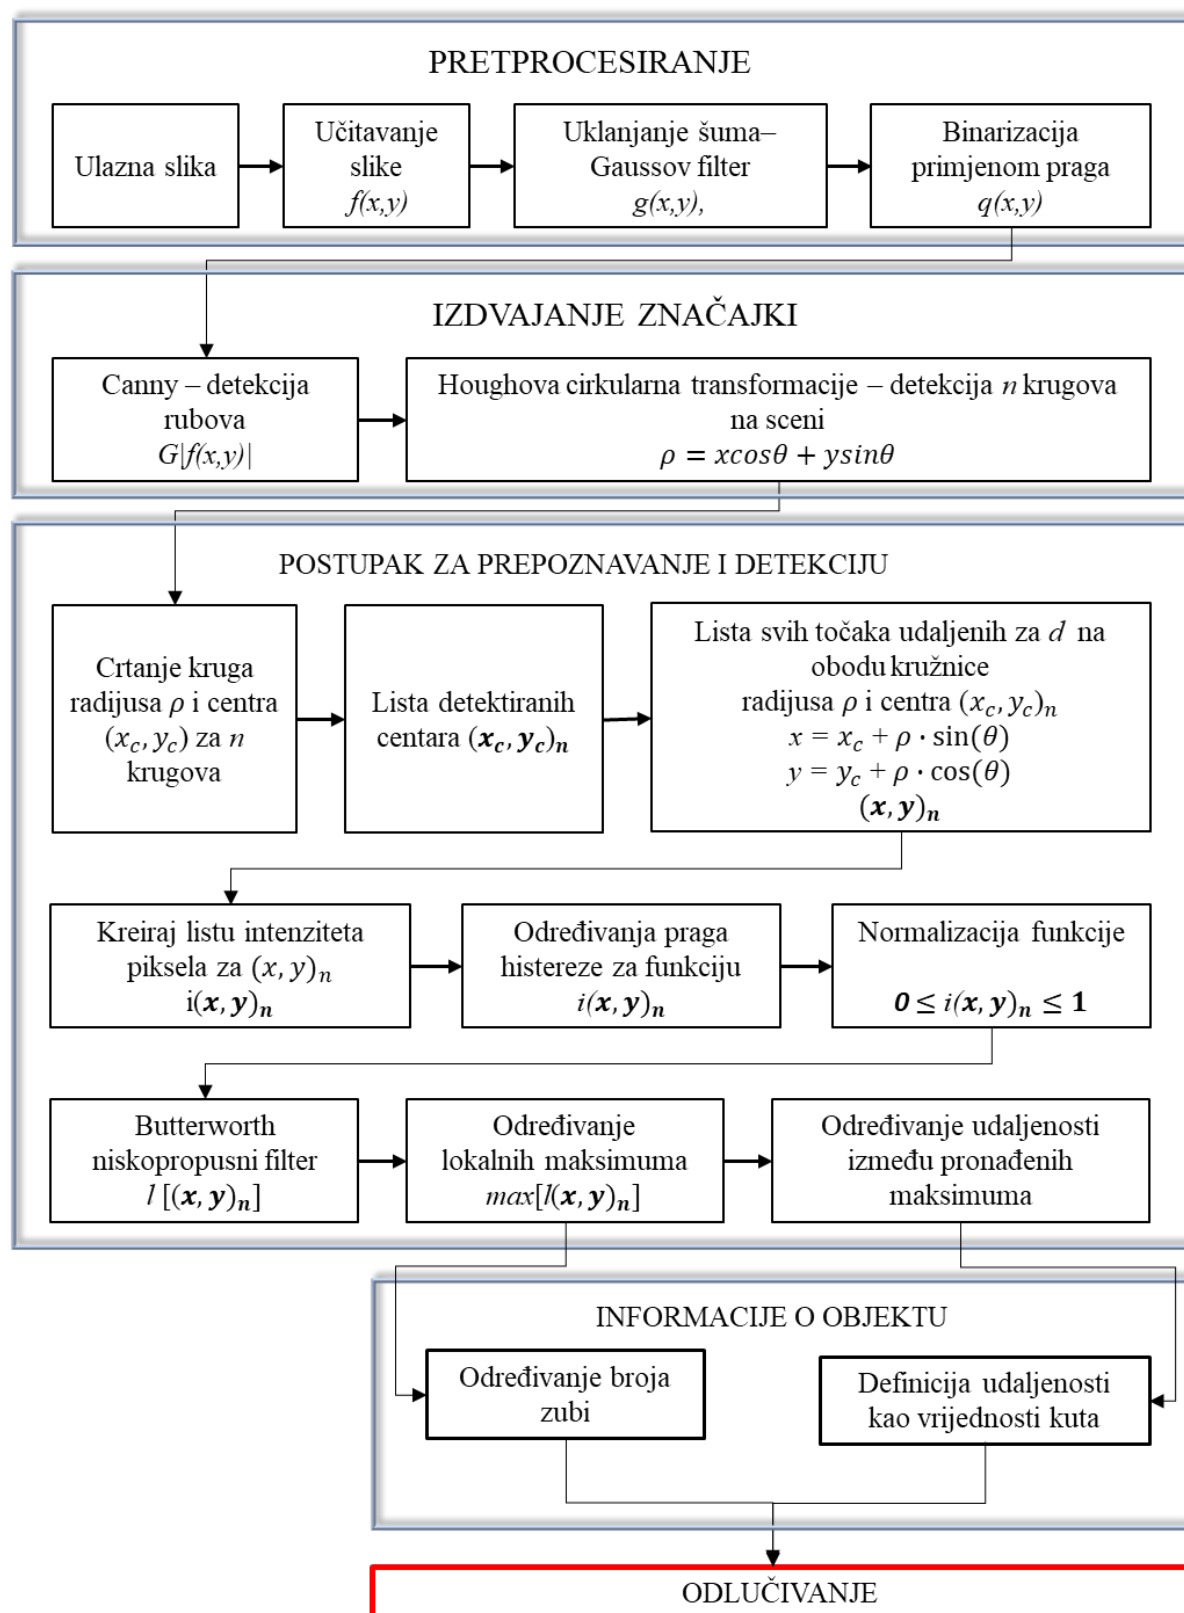 PRETPROCESIRANJE
Ulazna slika
Učitavanje
slike
f(x,y)
Uklanjanje šuma–
Gaussov filter
g(x,y),
Binarizacija
primjenom praga
q(x,y)
IZDVAJANJE ZNAČAJKI
Canny – detekcija
rubova
G|f(x,y)|
Houghova cirkularna transformacije – detekcija n krugova
na sceni
ρ = xcosθ + ysinθ
POSTUPAK ZA PREPOZNAVANJE I DETEKCIJU
Crtanje kruga
radijusa ρ i centra
(x_c, y_c) za n
krugova
Lista detektiranih
centara (x_c, y_c)_n
Lista svih točaka udaljenih za d na
obodu kružnice
radijusa ρ i centra (x_c, y_c)_n
x = x_c + ρ · sin(θ)
y = y_c + ρ · cos(θ)
(x, y)_n
Kreiraj listu intenziteta
piksela za (x, y)_n
i(x, y)_n
Određivanja praga
histereze za funkciju
i(x, y)_n
Normalizacija funkcije
0 ≤ i(x, y)_n ≤ 1
Butterworth
niskopropusni filter
l [(x, y)_n]
Određivanje
lokalnih maksimuma
max[l(x, y)_n]
Određivanje udaljenosti
između pronađenih
maksimuma
INFORMACIJE O OBJEKTU
Određivanje broja
zubi
Definicija udaljenosti
kao vrijednosti kuta
ODLUČIVANJE